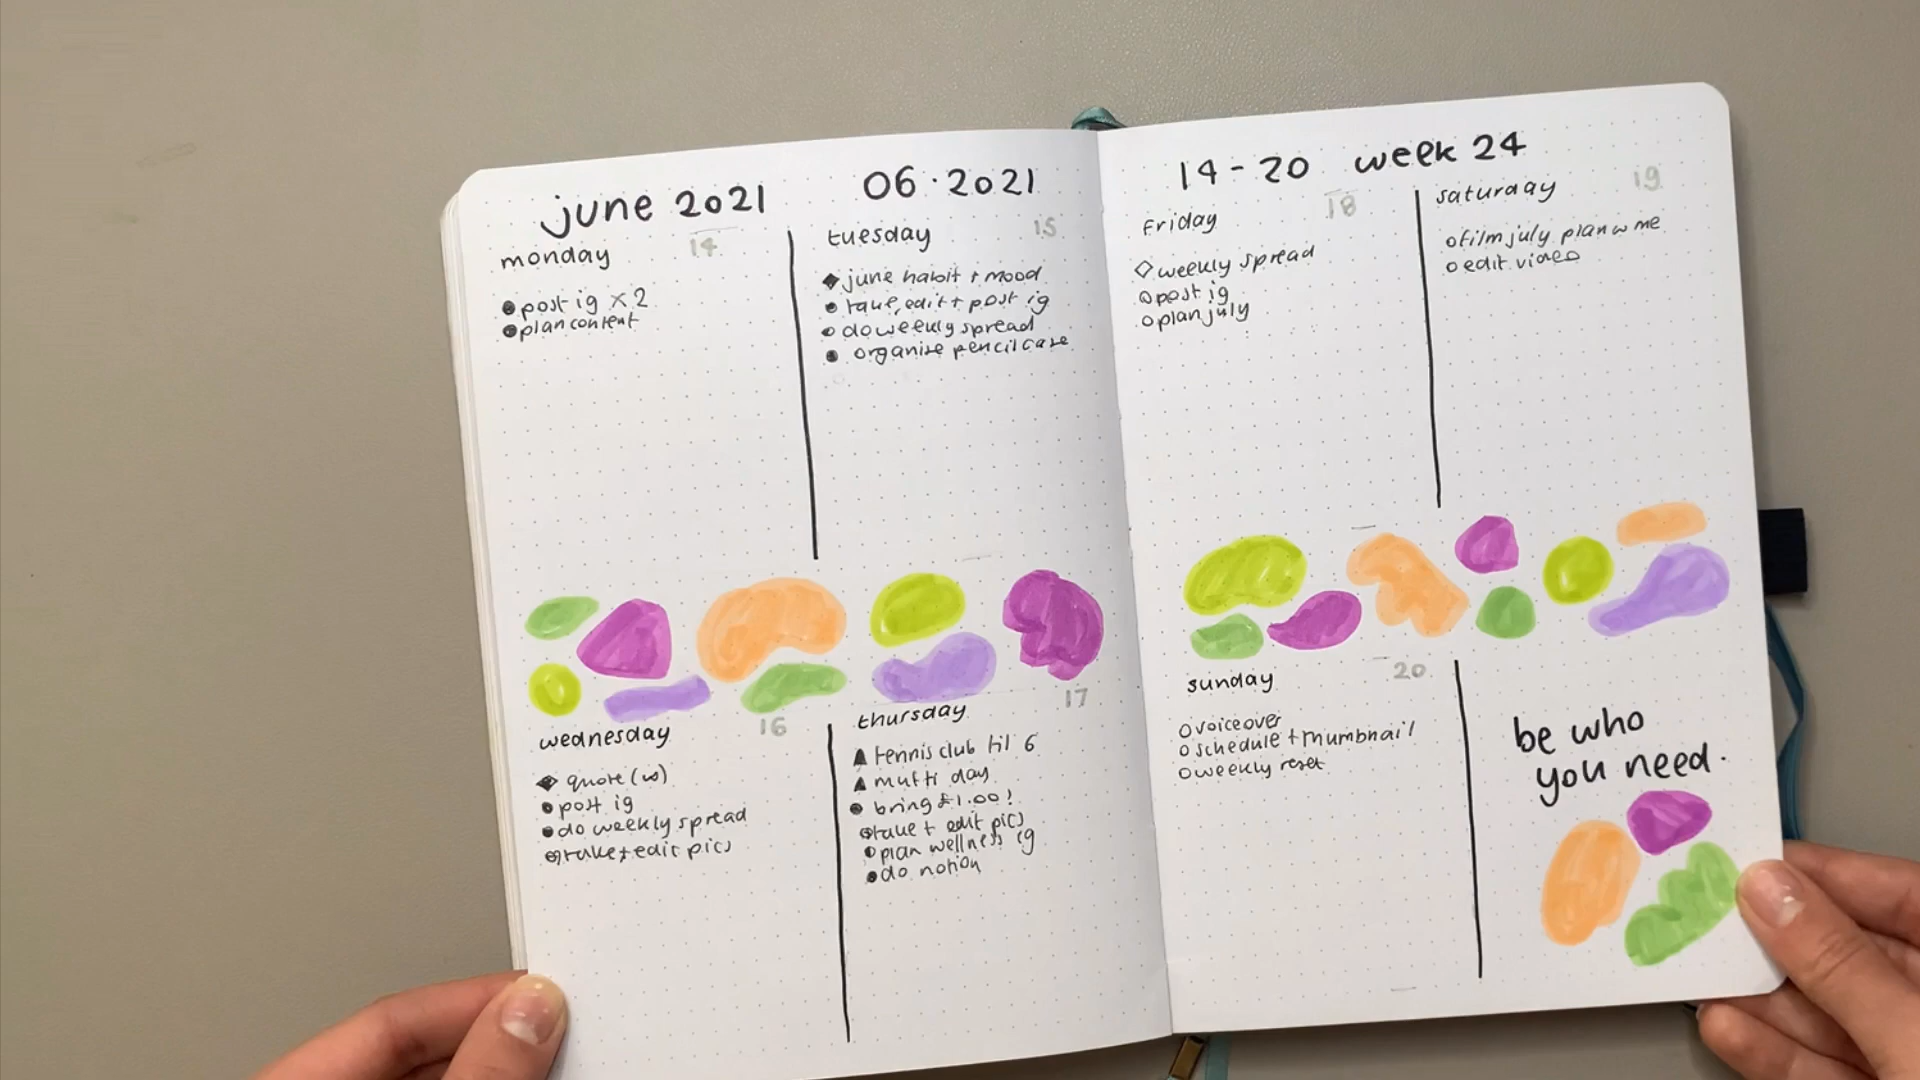 june 2021
06.2021
monday 14
post ig x 2
plan content
tuesday 15
june habit + mood
take, edit + post ig
do weekly spread
organise pencilcase
wednesday 16
quote (w)
post ig
do weekly spread
take + edit pics
thursday 17
tennis club til 6
mufti day
bring £1.00!
take + edit pics
plan wellness ig
do notion
14-20 week 24
friday 18
weekly spread
post ig
plan july
saturday 19
film july plan w me
edit video
sunday 20
voiceover
schedule + thumbnail
weekly reset
be who
you need.